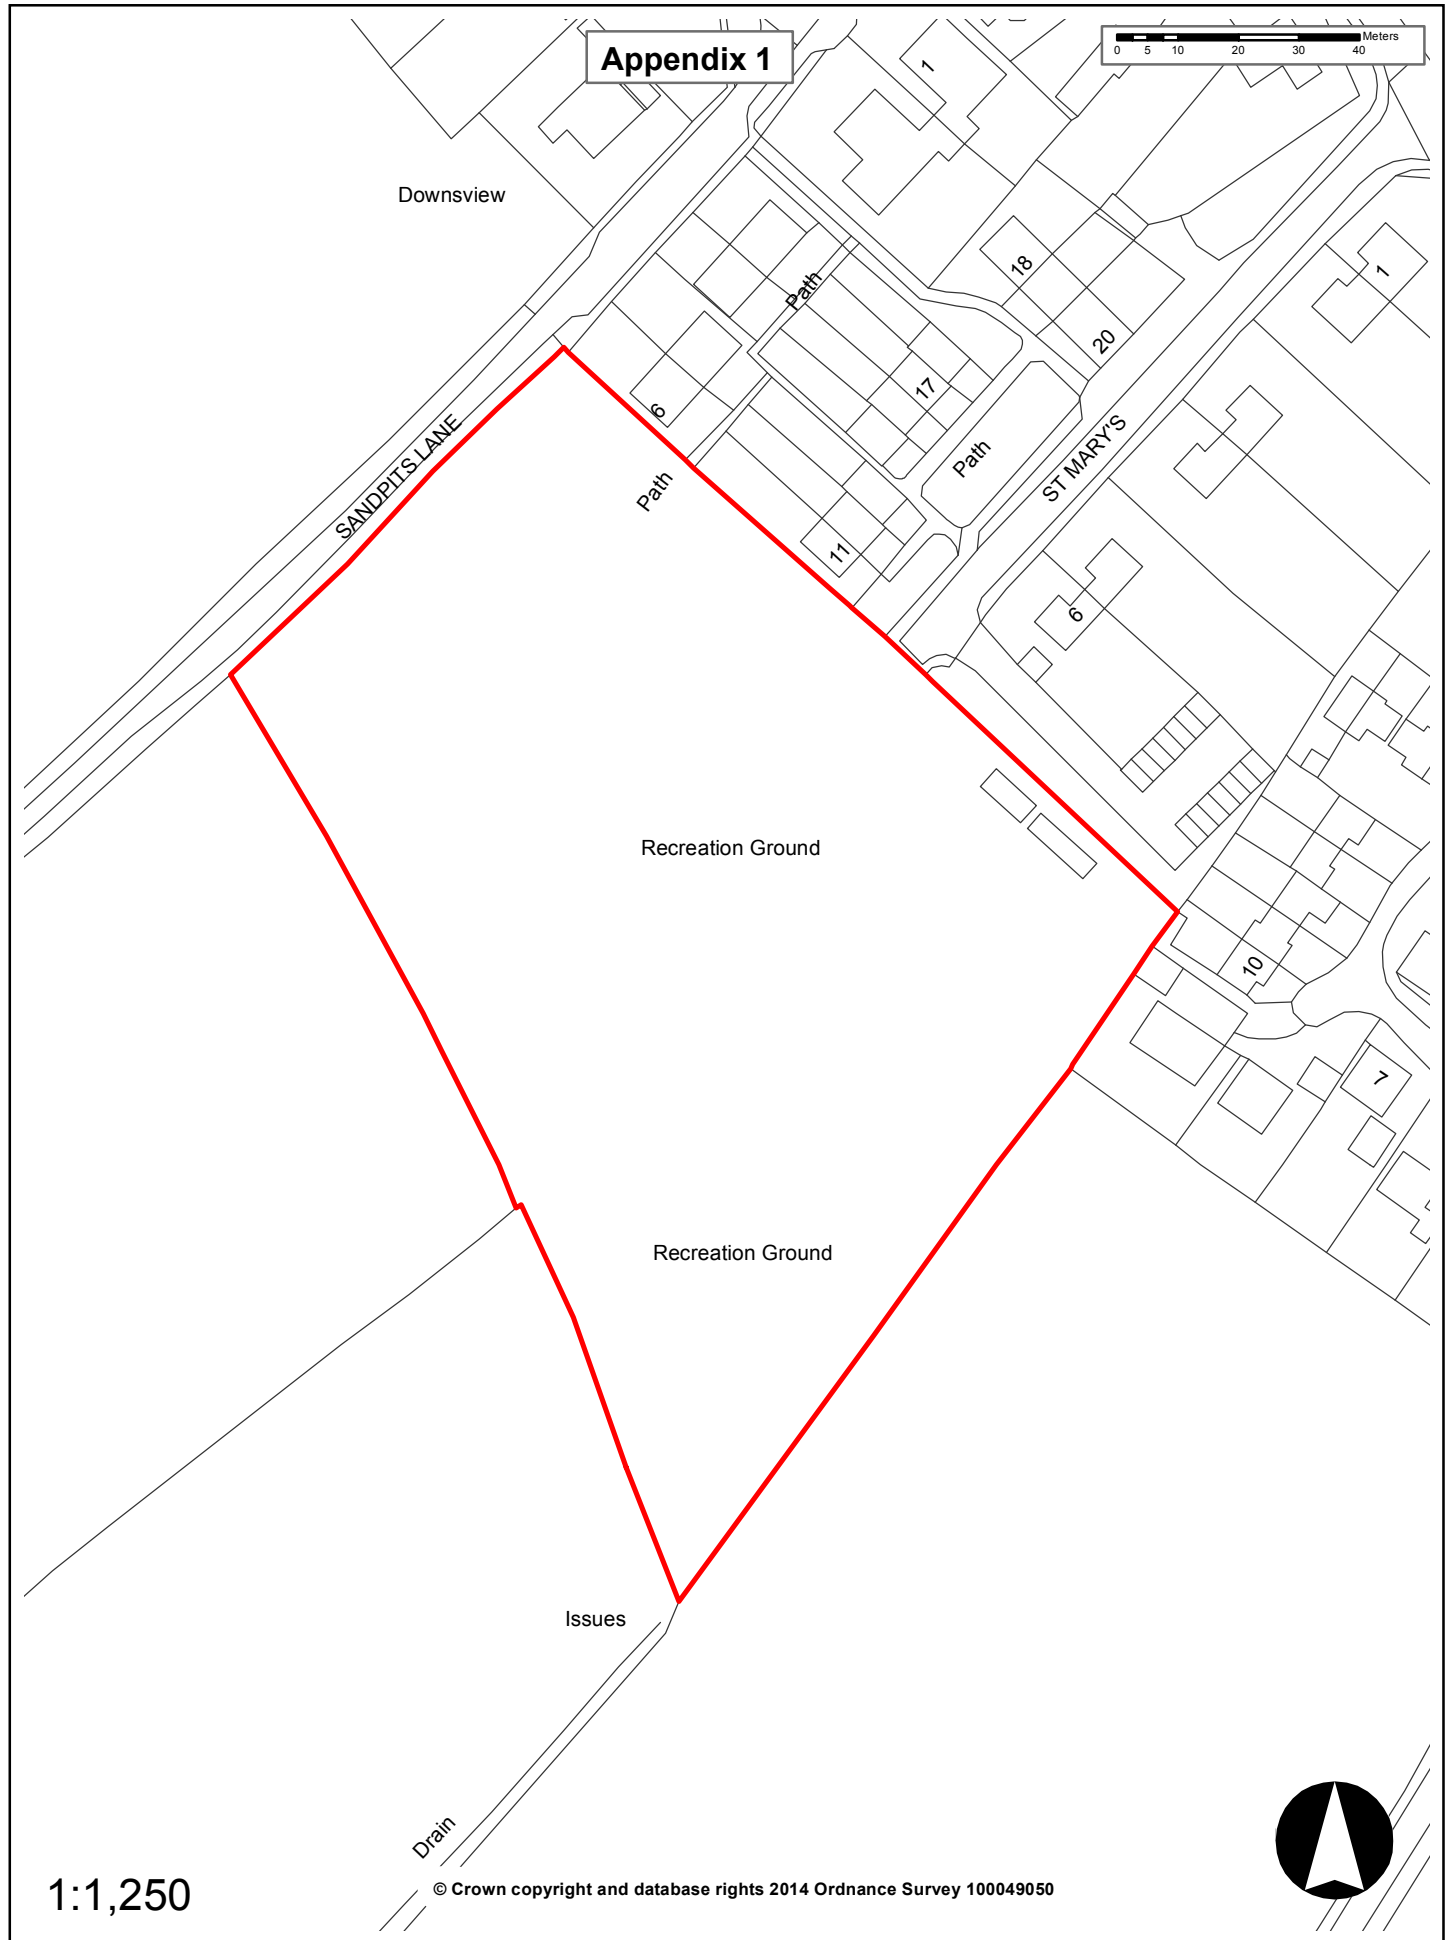 Appendix 1
Meters
0 5 10 20 30 40
1
Downsview
18
1
Path
20
17
6
SANDPITS LANE
Path
ST MARY'S
Path
11
6
Recreation Ground
10
7
Recreation Ground
Issues
Drain
1:1,250
© Crown copyright and database rights 2014 Ordnance Survey 100049050